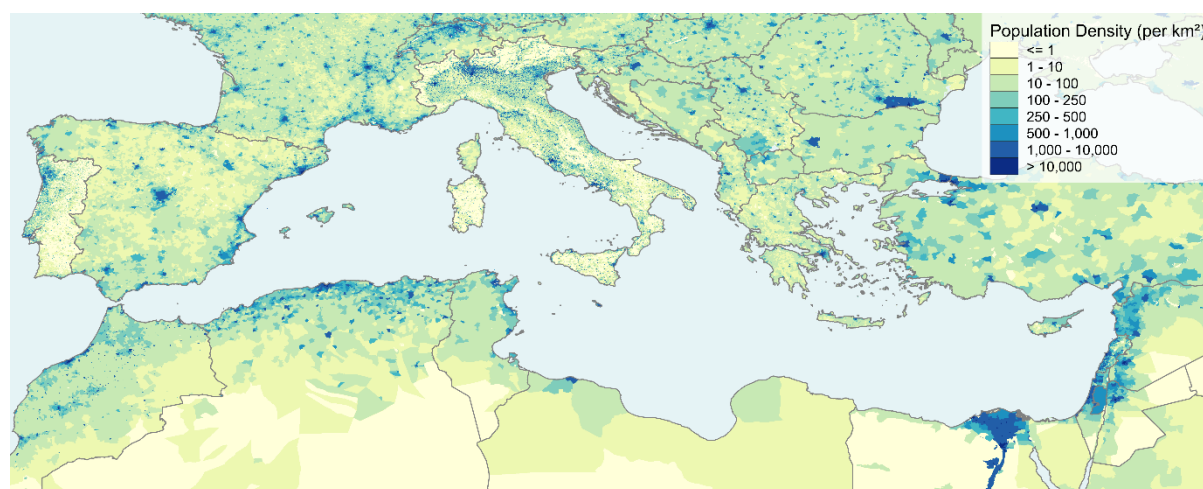 Population Density (per km²)
<= 1
1 - 10
10 - 100
100 - 250
250 - 500
500 - 1,000
1,000 - 10,000
> 10,000